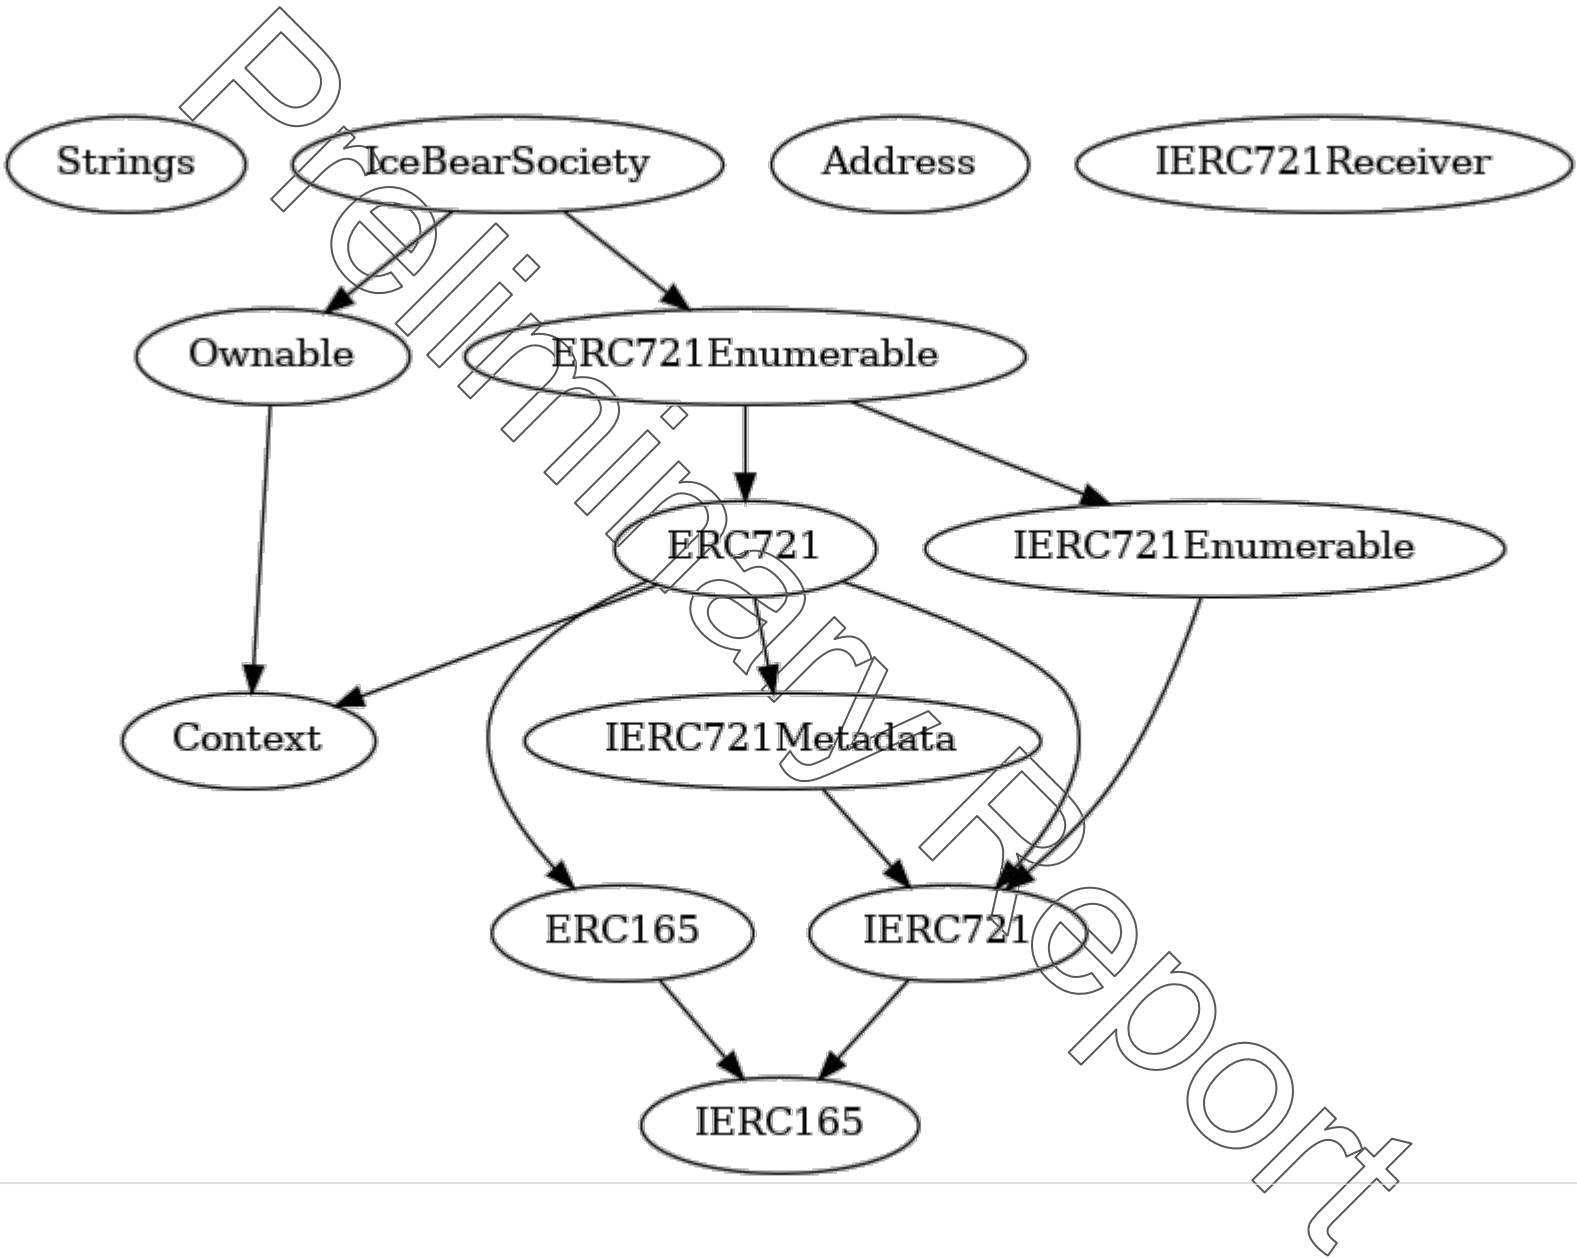 Strings
IceBearSociety
Address
IERC721Receiver
Ownable
ERC721Enumerable
ERC721
IERC721Enumerable
Context
IERC721Metadata
ERC165
IERC721
IERC165
Preliminary Report